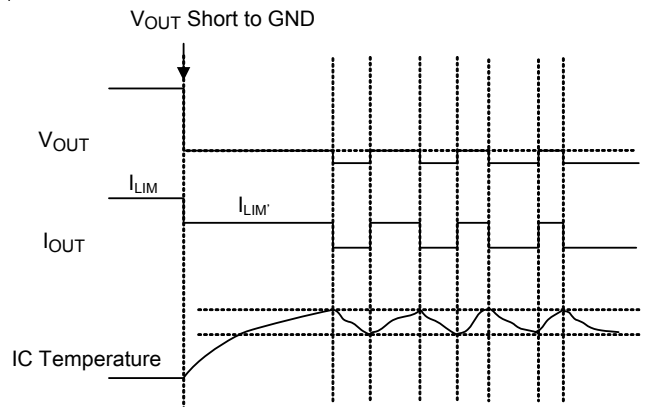 VOUT Short to GND
VOUT
ILIM
ILIM'
IOUT
IC Temperature